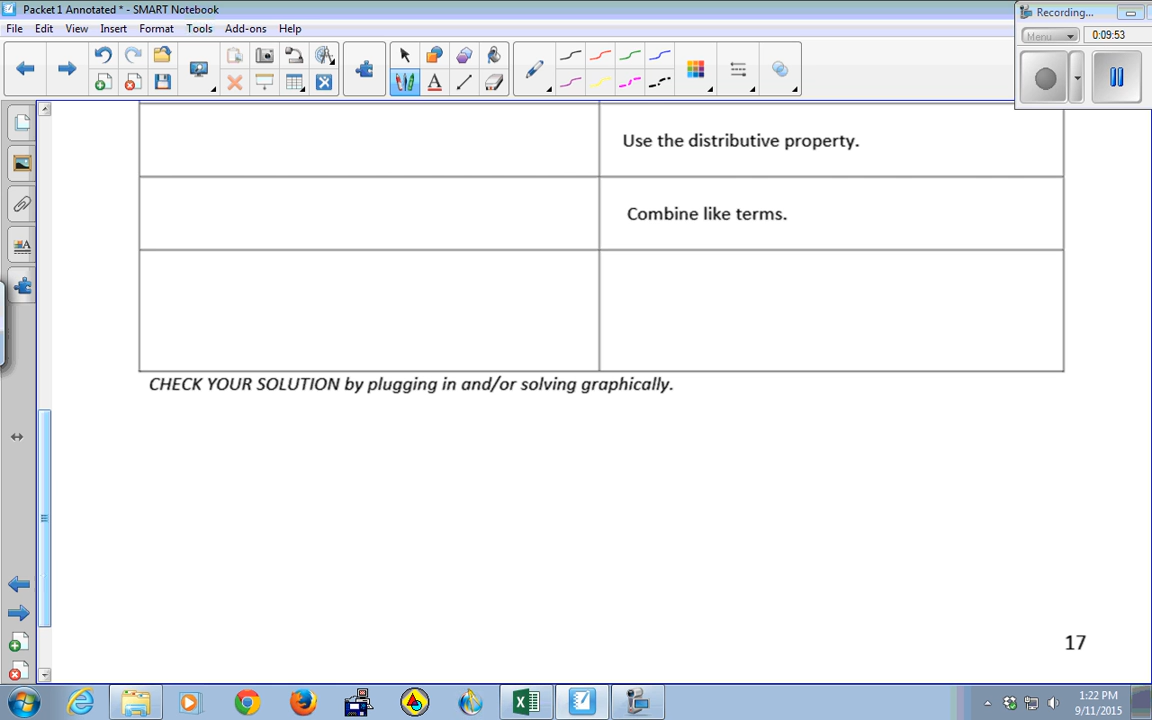 Packet 1 Annotated * - SMART Notebook
File Edit View Insert Format Tools Add-ons Help
Recording...
Menu
0:09:53
Use the distributive property.
Combine like terms.
CHECK YOUR SOLUTION by plugging in and/or solving graphically.
17
1:22 PM
9/11/2015